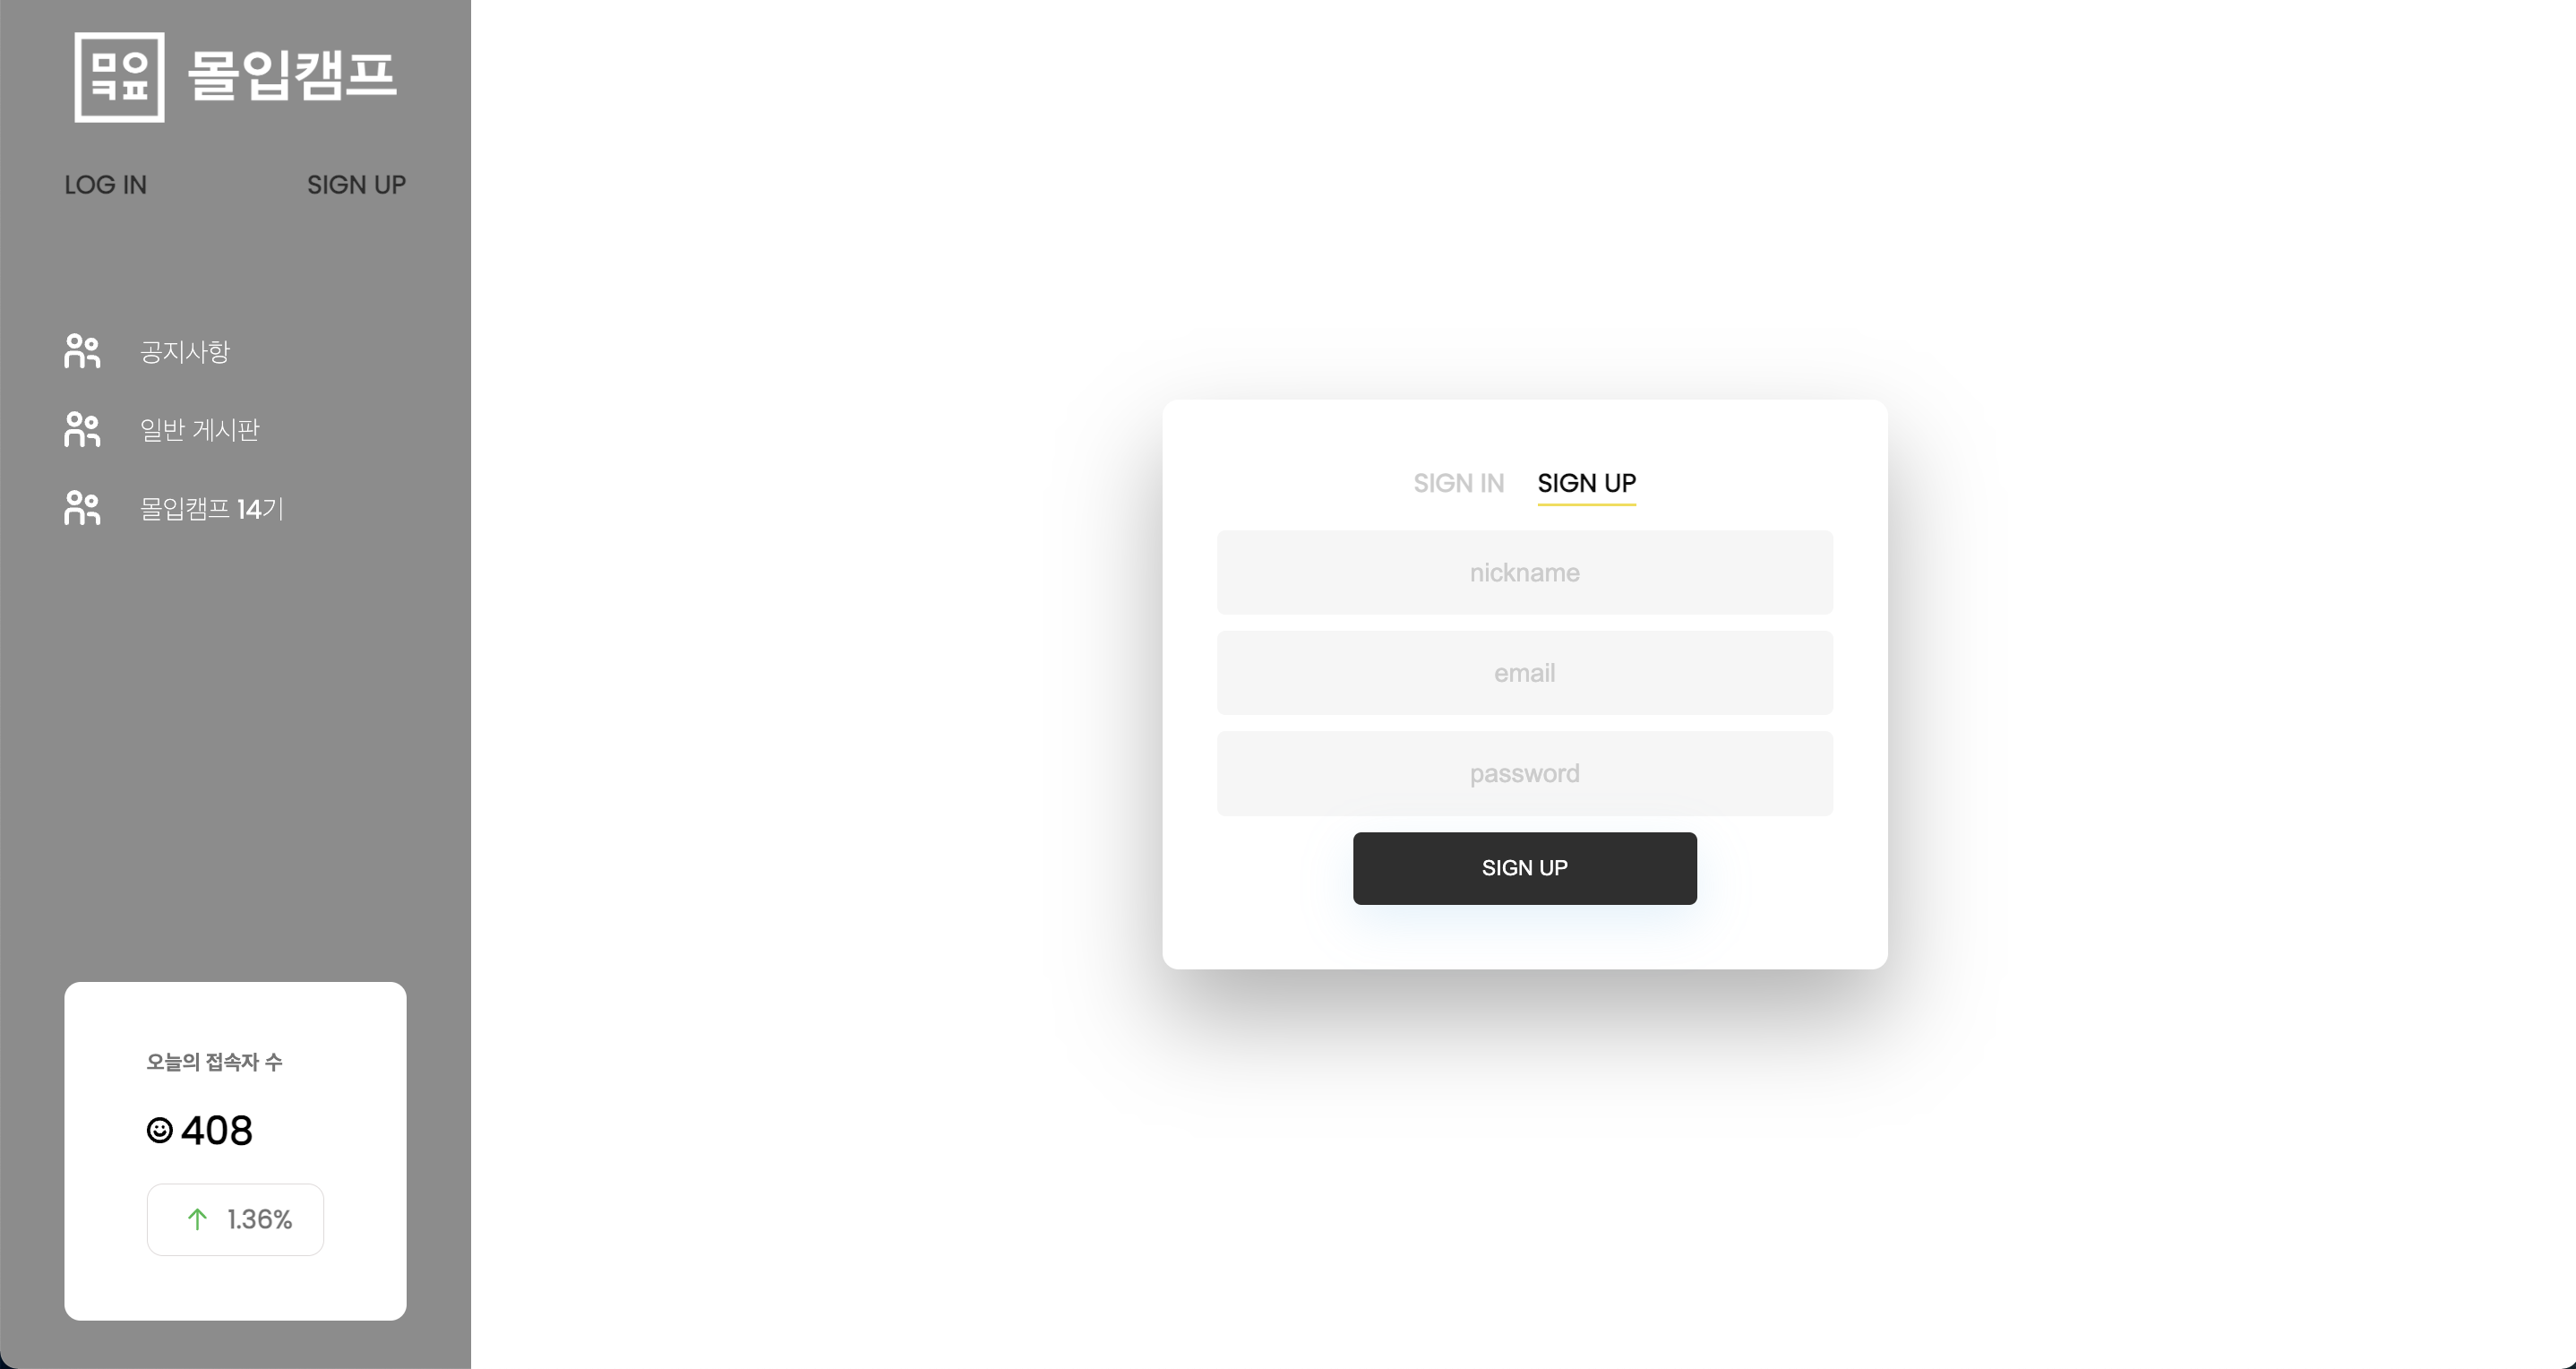 몰입캠프
LOG IN
SIGN UP
공지사항
일반 게시판
몰입캠프 14기
오늘의 접속자 수
408
1.36%
SIGN IN
SIGN UP
nickname
email
password
SIGN UP